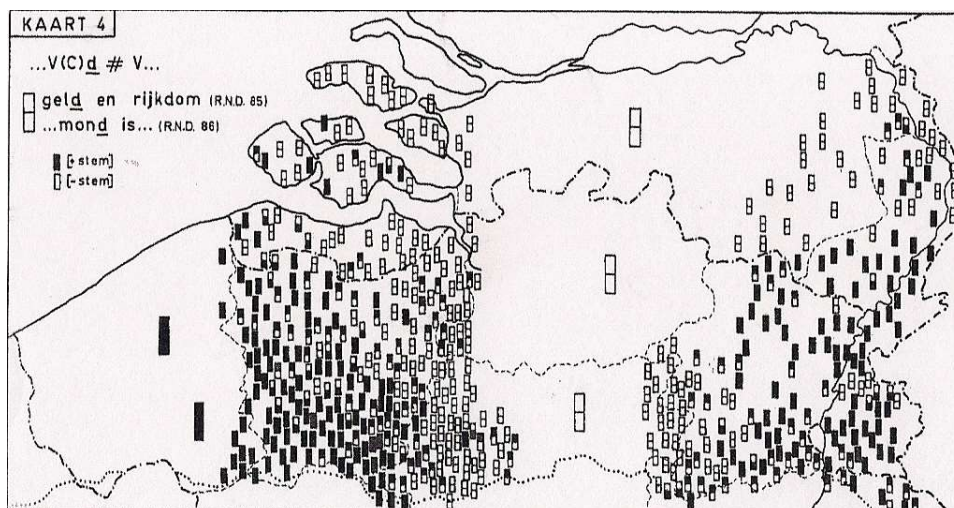 KAART 4
...V(C)d # V...
geld en rijkdom (R.N.D. 85)
...mond is... (R.N.D. 86)
[+stem]
[-stem]